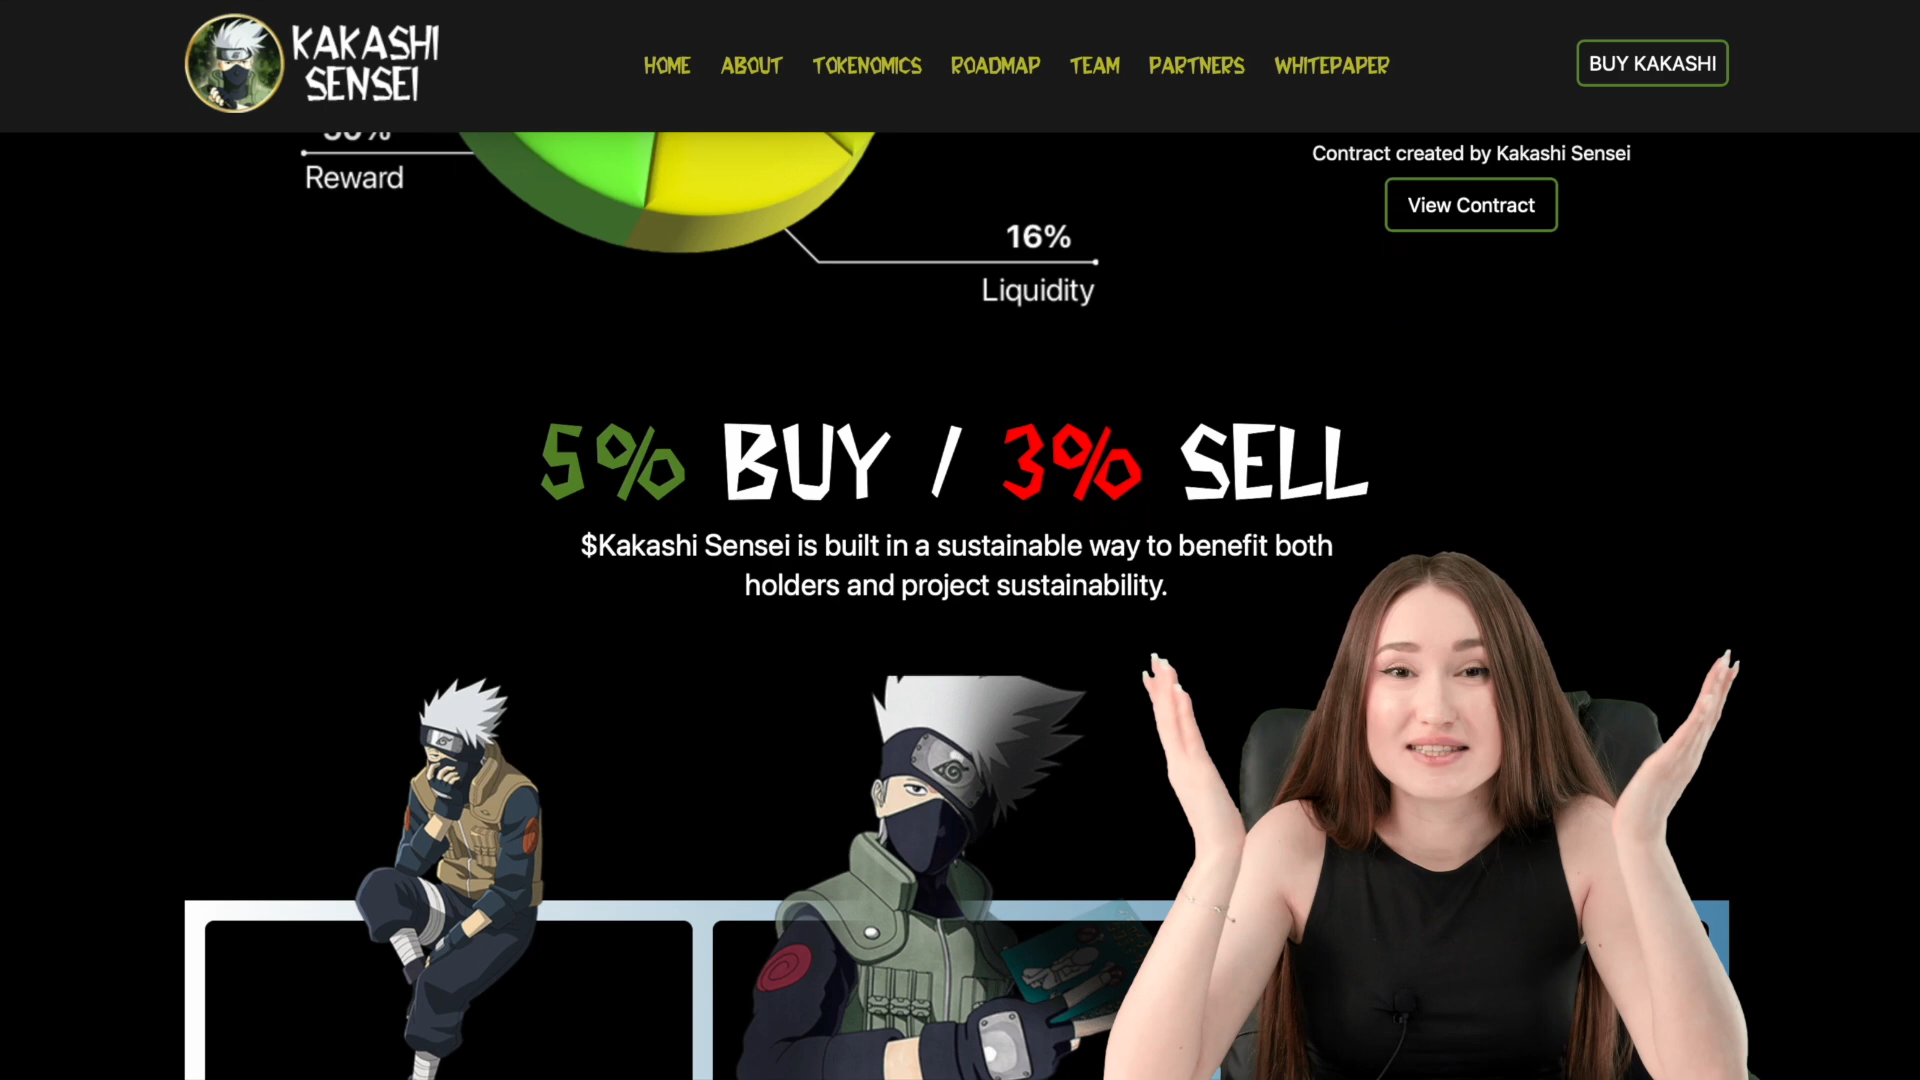 KAKASHI
SENSEI
HOME ABOUT TOKENOMICS ROADMAP TEAM PARTNERS WHITEPAPER
BUY KAKASHI
Reward
Contract created by Kakashi Sensei
View Contract
16%
Liquidity
5% BUY / 3% SELL
$Kakashi Sensei is built in a sustainable way to benefit both
holders and project sustainability.